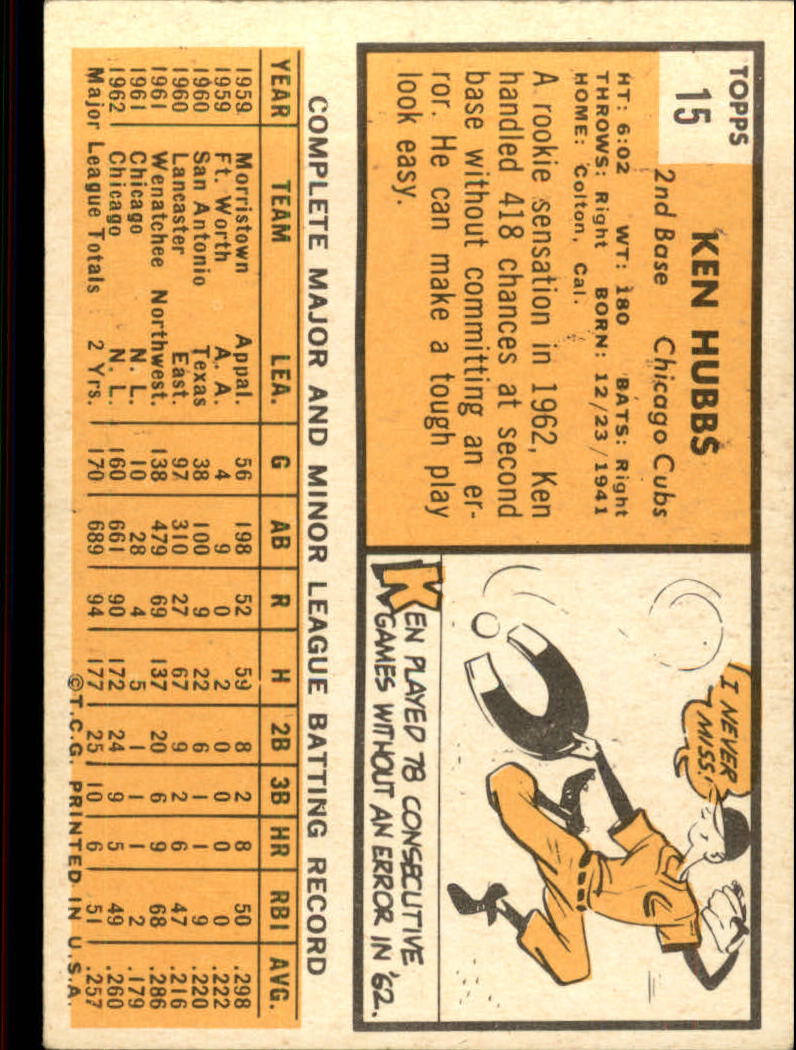 TOPPS
15
KEN HUBBS
2nd Base Chicago Cubs
HT: 6:02 WT: 180 BATS: Right
THROWS: Right BORN: 12/23/1941
HOME: Colton, Cal.
A rookie sensation in 1962, Ken
handled 418 chances at second
base without committing an er-
ror. He can make a tough play
look easy.
I NEVER
MISS!
KEN PLAYED 78 CONSECUTIVE
GAMES WITHOUT AN ERROR IN '62.
COMPLETE MAJOR AND MINOR LEAGUE BATTING RECORD
YEAR TEAM LEA. G AB R H 2B 3B HR RBI AVG.
1959 Morristown Appal. 56 198 52 59 8 2 8 50 .298
1959 Ft. Worth A. A. 4 9 0 2 0 0 0 0 .222
1960 San Antonio Texas 38 100 9 22 6 1 1 9 .220
1960 Lancaster East. 97 310 27 67 9 2 6 47 .216
1961 Wenatchee Northwest. 138 479 69 137 20 6 9 68 .286
1961 Chicago N. L. 10 28 4 5 1 1 1 2 .179
1962 Chicago N. L. 160 661 90 172 24 9 5 49 .260
Major League Totals 2 Yrs. 170 689 94 177 25 10 6 51 .257
©T.C.G. PRINTED IN U.S.A.